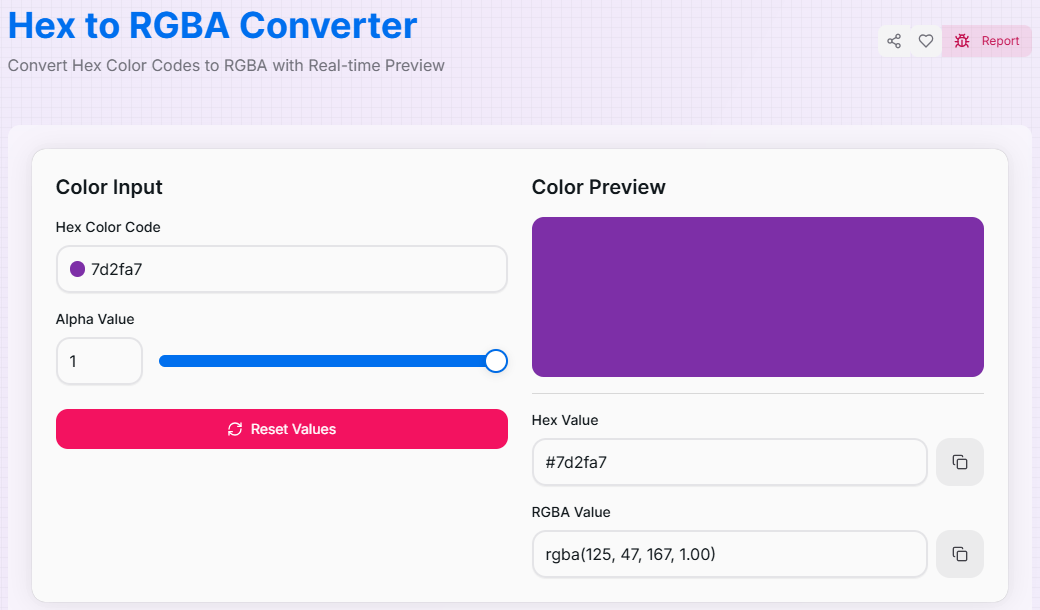 Hex to RGBA Converter
Convert Hex Color Codes to RGBA with Real-time Preview
Report
Color Input
Hex Color Code
7d2fa7
Alpha Value
1
Reset Values
Color Preview
Hex Value
#7d2fa7
RGBA Value
rgba(125, 47, 167, 1.00)